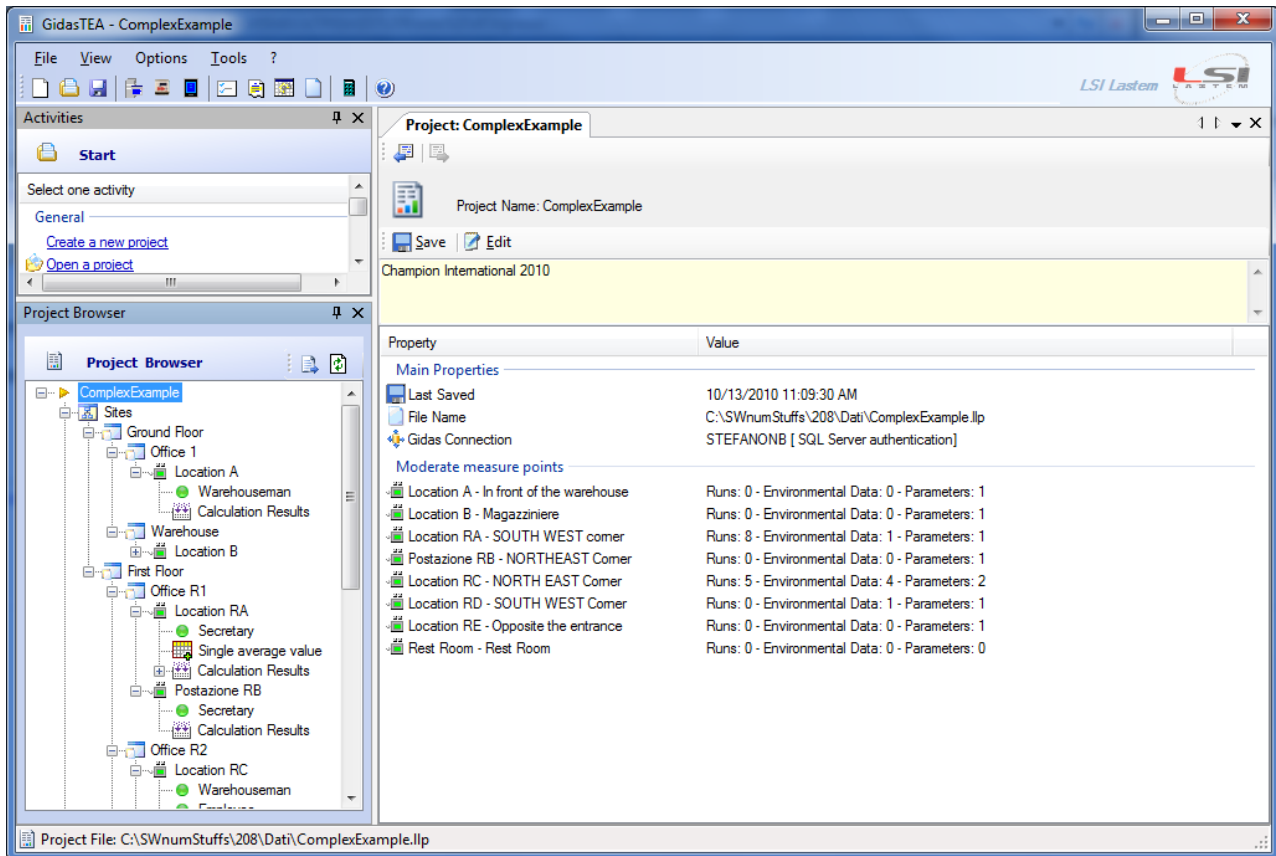 GidasTEA - ComplexExample
File View Options Tools ?
LSI Lastem LSI LASTEM
Activities
Start
Select one activity
General
Create a new project
Open a project
Project Browser
Project Browser
ComplexExample
Sites
Ground Floor
Office 1
Location A
Warehouseman
Calculation Results
Warehouse
Location B
First Floor
Office R1
Location RA
Secretary
Single average value
Calculation Results
Postazione RB
Secretary
Calculation Results
Office R2
Location RC
Warehouseman
Project: ComplexExample
Project Name: ComplexExample
Save Edit
Champion International 2010
Property Value
Main Properties
Last Saved 10/13/2010 11:09:30 AM
File Name C:\SWnumStuffs\208\Dati\ComplexExample.llp
Gidas Connection STEFANONB [ SQL Server authentication]
Moderate measure points
Location A - In front of the warehouse Runs: 0 - Environmental Data: 0 - Parameters: 1
Location B - Magazziniere Runs: 0 - Environmental Data: 0 - Parameters: 1
Location RA - SOUTH WEST corner Runs: 8 - Environmental Data: 1 - Parameters: 1
Postazione RB - NORTHEAST Corner Runs: 0 - Environmental Data: 0 - Parameters: 1
Location RC - NORTH EAST Corner Runs: 5 - Environmental Data: 4 - Parameters: 2
Location RD - SOUTH WEST Corner Runs: 0 - Environmental Data: 1 - Parameters: 1
Location RE - Opposite the entrance Runs: 0 - Environmental Data: 0 - Parameters: 1
Rest Room - Rest Room Runs: 0 - Environmental Data: 0 - Parameters: 0
Project File: C:\SWnumStuffs\208\Dati\ComplexExample.llp